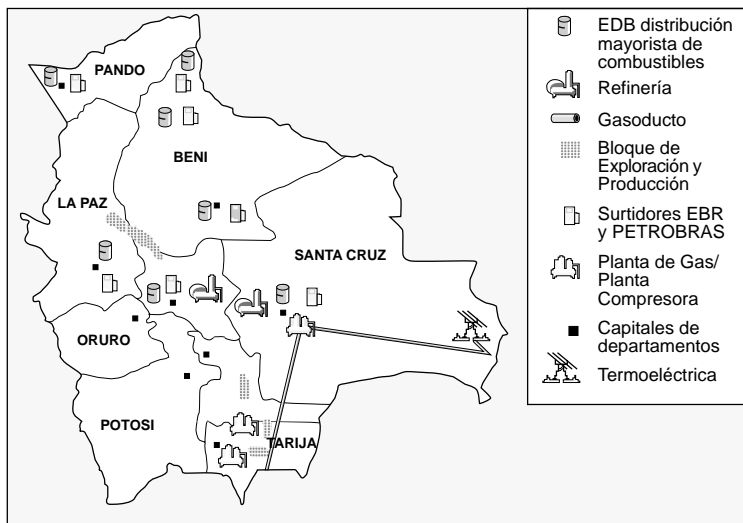 PANDO
BENI
LA PAZ
SANTA CRUZ
ORURO
POTOSI
TARIJA
EDB distribución
mayorista de
combustibles
Refinería
Gasoducto
Bloque de
Exploración y
Producción
Surtidores EBR
y PETROBRAS
Planta de Gas/
Planta
Compresora
Capitales de
departamentos
Termoeléctrica